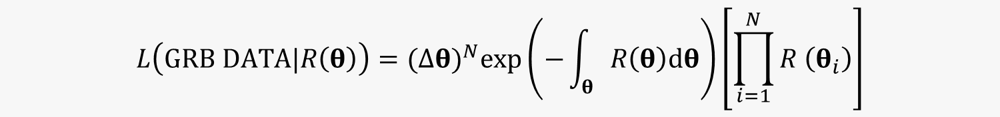 L(GRB DATA|R(𝛉)) = (Δ𝛉)^N exp(−∫_𝛉 R(𝛉)d𝛉)[∏_{i=1}^{N} R (𝛉_i)]